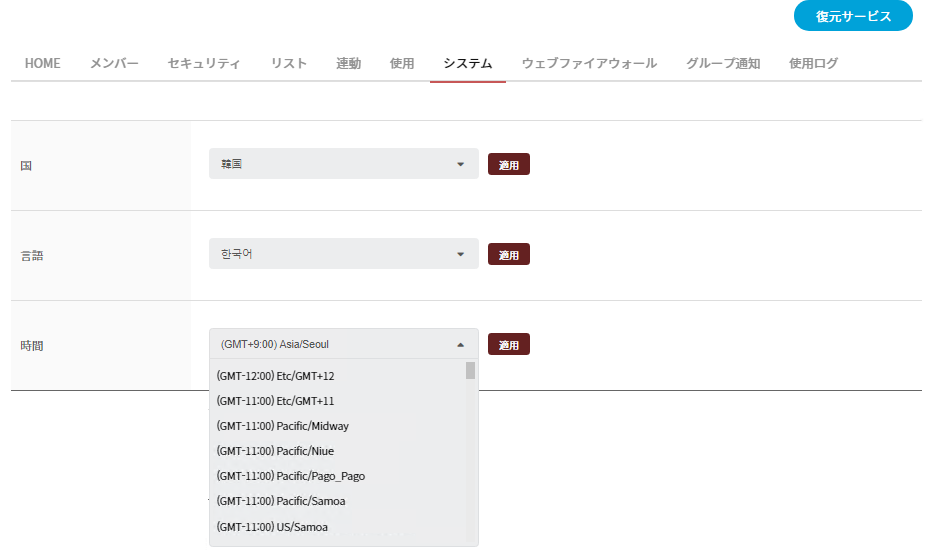 復元サービス
HOME メンバー セキュリティ リスト 連動 使用 システム ウェブファイアウォール グループ通知 使用ログ
国 韓国 適用
言語 한국어 適用
時間 (GMT+9:00) Asia/Seoul 適用
(GMT-12:00) Etc/GMT+12
(GMT-11:00) Etc/GMT+11
(GMT-11:00) Pacific/Midway
(GMT-11:00) Pacific/Niue
(GMT-11:00) Pacific/Pago_Pago
(GMT-11:00) Pacific/Samoa
(GMT-11:00) US/Samoa